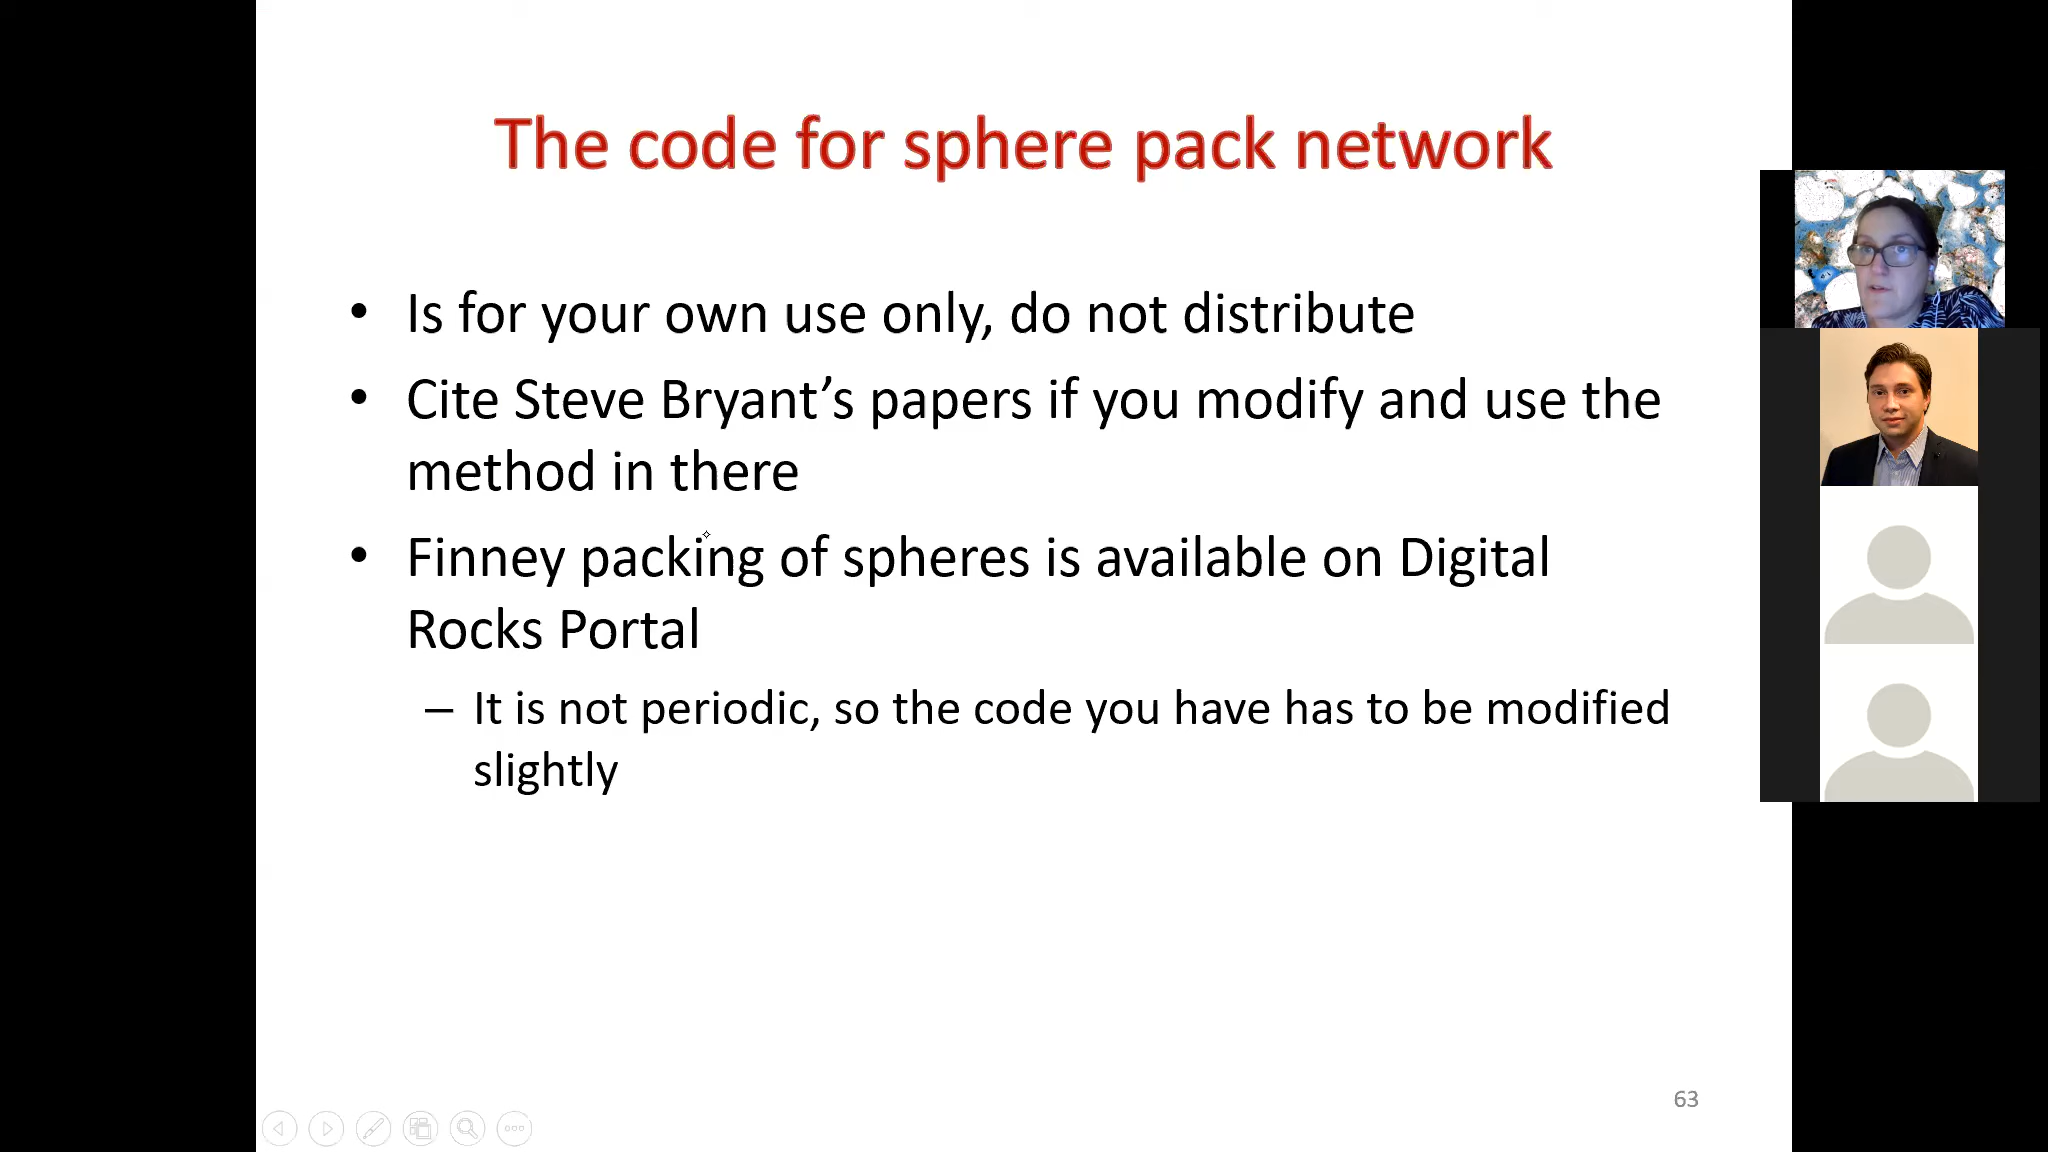 The code for sphere pack network
• Is for your own use only, do not distribute
• Cite Steve Bryant’s papers if you modify and use the
method in there
• Finney packing of spheres is available on Digital
Rocks Portal
– It is not periodic, so the code you have has to be modified
slightly
63